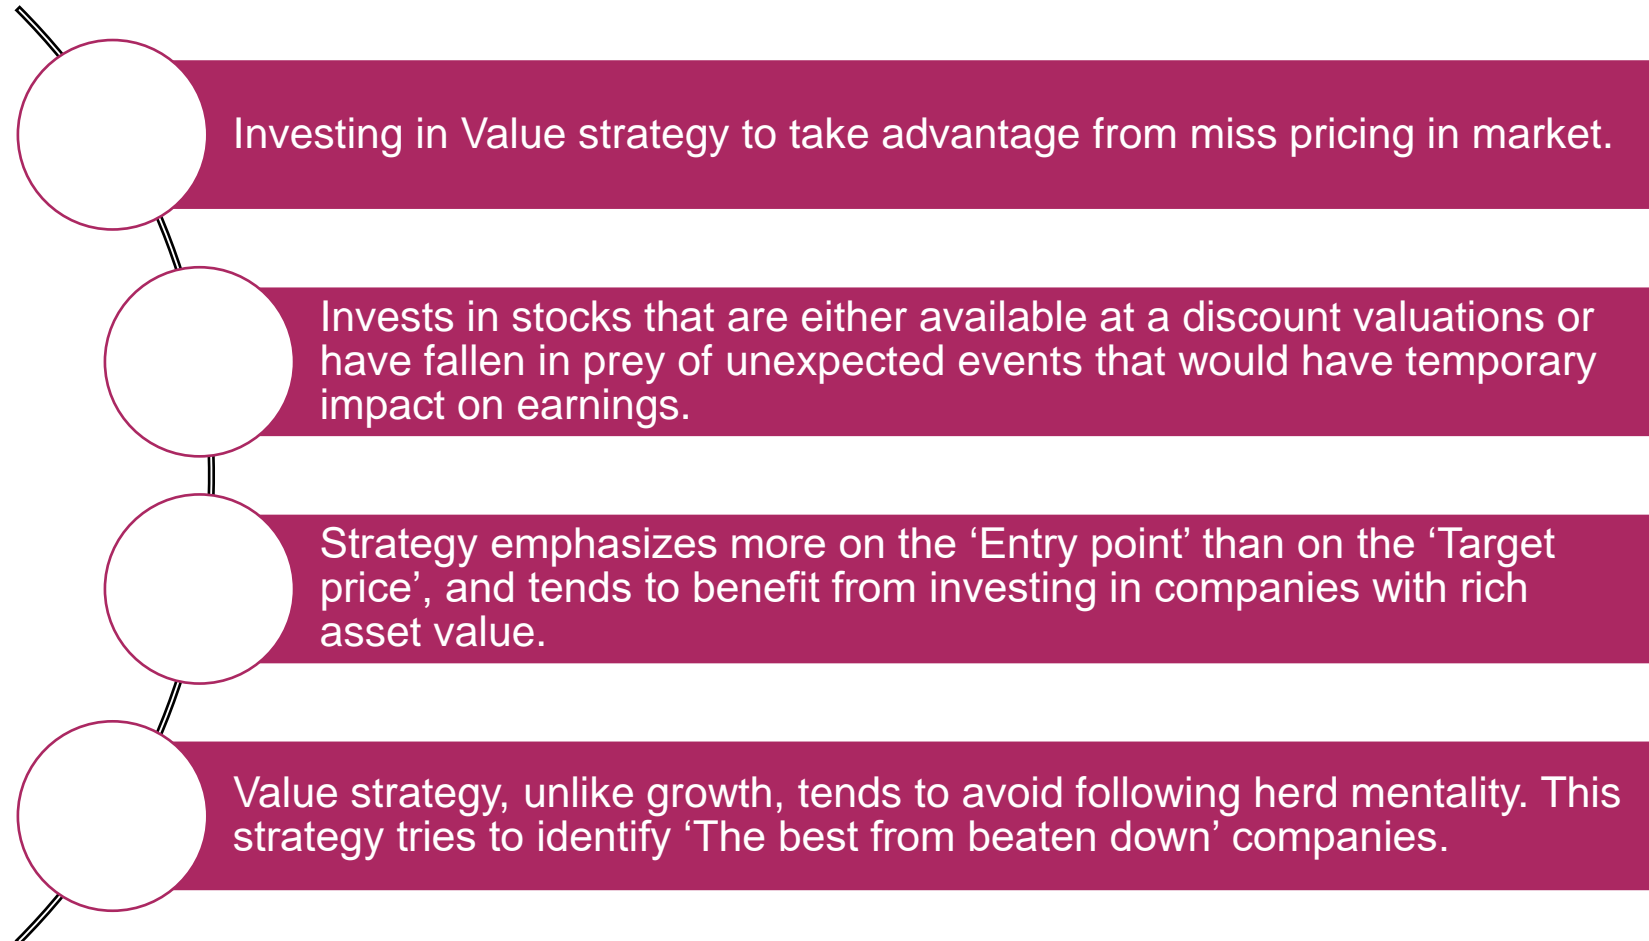 Investing in Value strategy to take advantage from miss pricing in market.
Invests in stocks that are either available at a discount valuations or
have fallen in prey of unexpected events that would have temporary
impact on earnings.
Strategy emphasizes more on the ‘Entry point’ than on the ‘Target
price’, and tends to benefit from investing in companies with rich
asset value.
Value strategy, unlike growth, tends to avoid following herd mentality. This
strategy tries to identify ‘The best from beaten down’ companies.